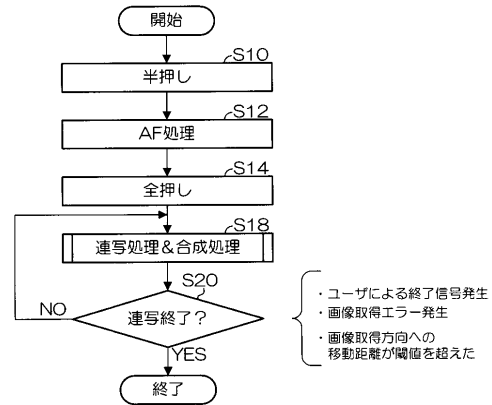 開始
S10
半押し
S12
AF処理
S14
全押し
S18
連写処理&合成処理
S20
連写終了？
NO
YES
終了
・ユーザによる終了信号発生
・画像取得エラー発生
・画像取得方向への
移動距離が閾値を超えた